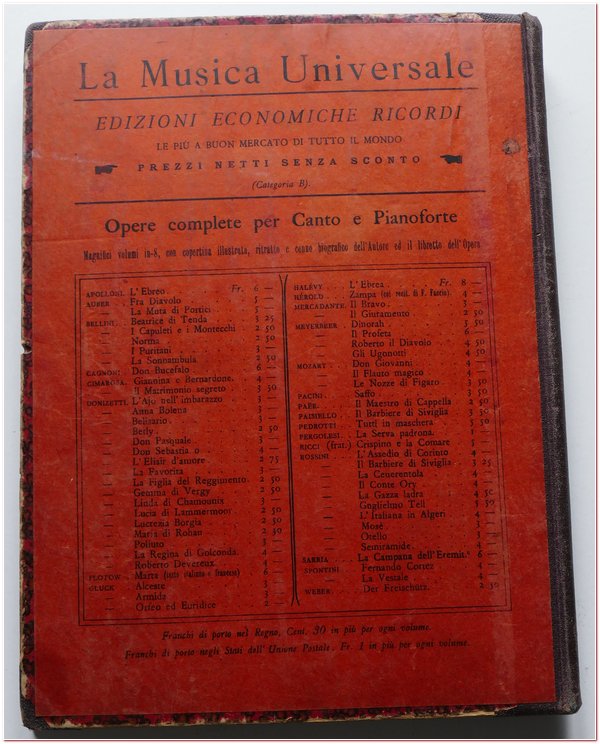 La Musica Universale
EDIZIONI ECONOMICHE RICORDI
LE PIÙ A BUON MERCATO DI TUTTO IL MONDO
PREZZI NETTI SENZA SCONTO
(Categoria B).
Opere complete per Canto e Pianoforte
Magnifici volumi in-8, con copertina illustrata, ritratto e cenno biografico dell'Autore ed il libretto dell'Opera
APOLLONI. L'Ebreo. Fr. 6 —
AUBER. Fra Diavolo 5 —
— La Muta di Portici 5 —
BELLINI. Beatrice di Tenda 3 25
— I Capuleti e i Montecchi 2 50
— Norma 2 50
— I Puritani 3 —
— La Sonnambula 2 50
CAGNONI. Don Bucefalo 6 —
CIMAROSA. Giannina e Bernardone. 4 —
— Il Matrimonio segreto. 3 50
DONIZETTI. L'Ajo nell'imbarazzo 3 —
— Anna Bolena 3 —
— Belisario 3 —
— Betly 2 50
— Don Pasquale 3 —
— Don Sebastiano 4 —
— L'Elisir d'amore 2 75
— La Favorita 3 —
— La Figlia del Reggimento 2 50
— Gemma di Vergy 2 50
— Linda di Chamounix 3 —
— Lucia di Lammermoor 2 50
— Lucrezia Borgia 2 50
— Maria di Rohan 2 50
— Poliuto 3 —
— La Regina di Golconda. 4 —
— Roberto Devereux 4 —
FLOTOW. Marta (testo italiano e francese) 6 —
GLUCK. Alceste 3 —
— Armida 3 —
— Orfeo ed Euridice 2 —
HALÉVY. L'Ebrea. Fr. 8 —
HÉROLD. Zampa (coi recit. di F. Faccio). 4 —
MERCADANTE. Il Bravo 3 —
— Il Giuramento 2 50
MEYERBEER. Dinorah 5 50
— Il Profeta 6 —
— Roberto il Diavolo 4 50
— Gli Ugonotti 4 50
MOZART. Don Giovanni 4 —
— Il Flauto magico 4 —
— Le Nozze di Figaro 3 50
PACINI. Saffo 3 50
PAËR. Il Maestro di Cappella 2 50
PAISIELLO. Il Barbiere di Siviglia 3 50
PEDROTTI. Tutti in maschera 3 50
PERGOLESI. La Serva padrona. 1 —
RICCI (frat.) Crispino e la Comare 5 —
ROSSINI. L'Assedio di Corinto 4 —
— Il Barbiere di Siviglia 3 25
— La Cenerentola 4 —
— Il Conte Ory 4 —
— La Gazza ladra 4 50
— Guglielmo Tell 5 50
— L'Italiana in Algeri 4 —
— Mosè 3 —
— Otello 3 —
— Semiramide 4 —
SARRIA. La Campana dell'Eremit.° 6 —
SPONTINI. Fernando Cortez 4 —
— La Vestale 4 —
WEBER. Der Freischütz 2 50
Franchi di porto nel Regno, Cent. 30 in più per ogni volume.
Franchi di porto negli Stati dell'Unione Postale, Fr. 1 in più per ogni volume.